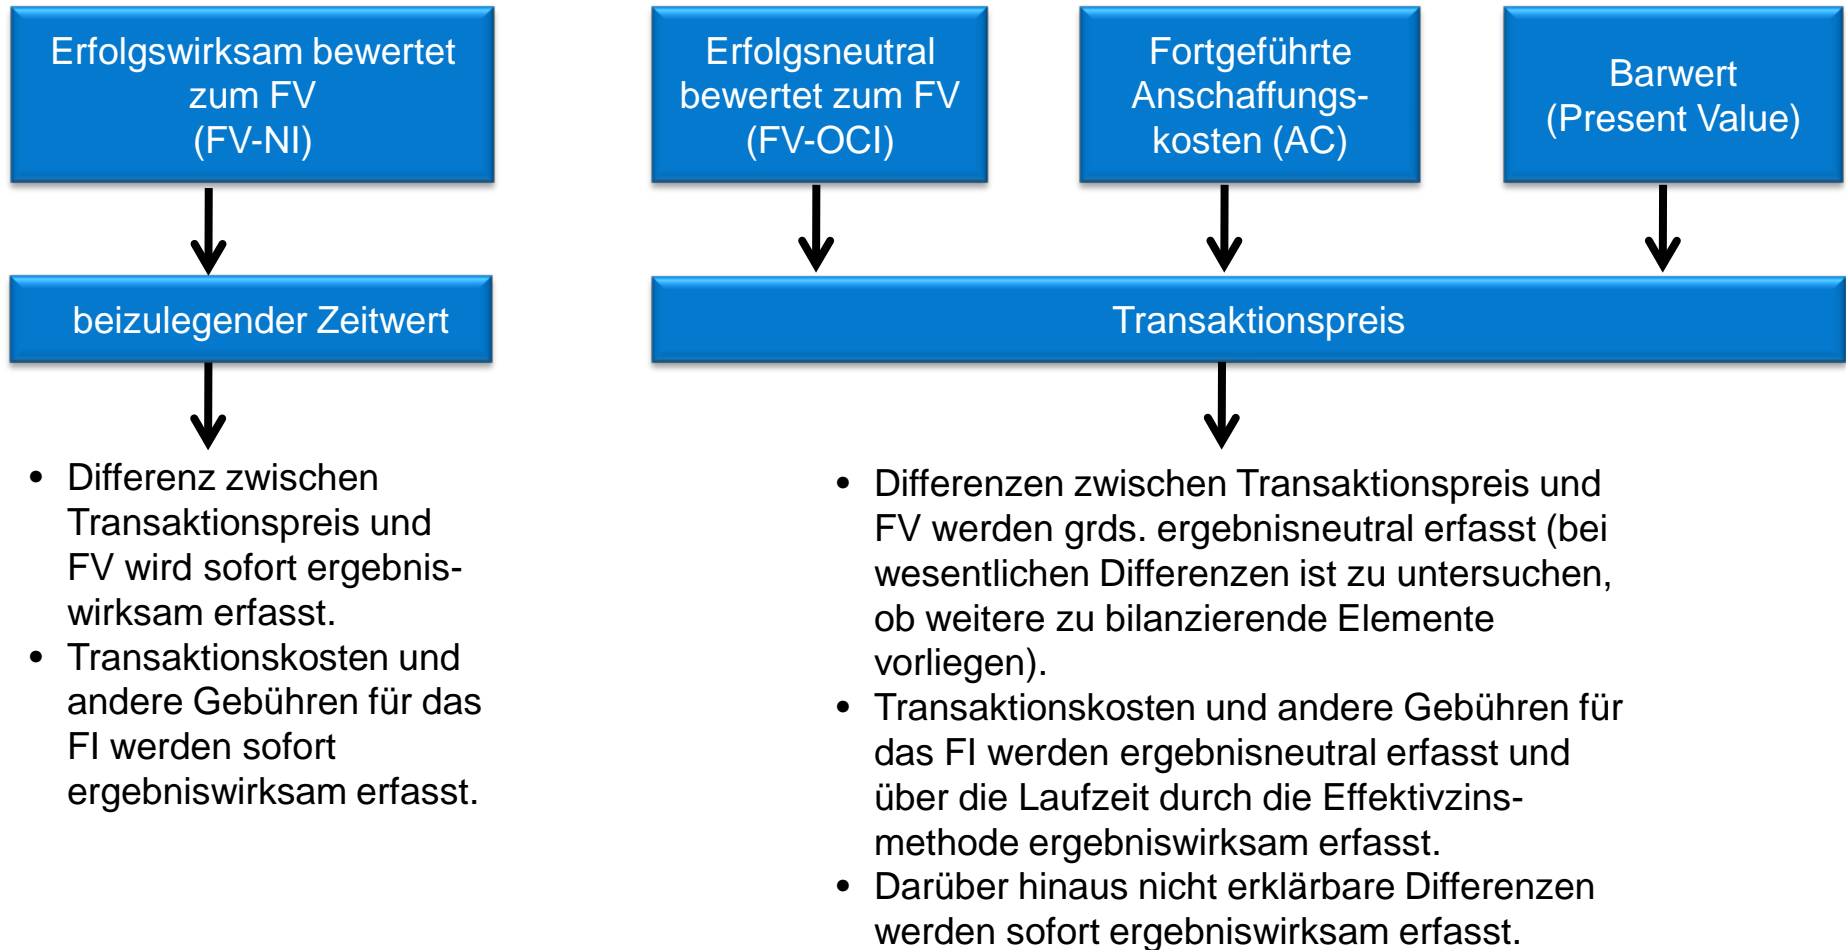 Erfolgswirksam bewertet
zum FV
(FV-NI)
Erfolgsneutral
bewertet zum FV
(FV-OCI)
Fortgeführte
Anschaffungs-
kosten (AC)
Barwert
(Present Value)
beizulegender Zeitwert
Transaktionspreis
• Differenz zwischen
Transaktionspreis und
FV wird sofort ergebnis-
wirksam erfasst.
• Transaktionskosten und
andere Gebühren für das
FI werden sofort
ergebniswirksam erfasst.
• Differenzen zwischen Transaktionspreis und
FV werden grds. ergebnisneutral erfasst (bei
wesentlichen Differenzen ist zu untersuchen,
ob weitere zu bilanzierende Elemente
vorliegen).
• Transaktionskosten und andere Gebühren für
das FI werden ergebnisneutral erfasst und
über die Laufzeit durch die Effektivzins-
methode ergebniswirksam erfasst.
• Darüber hinaus nicht erklärbare Differenzen
werden sofort ergebniswirksam erfasst.